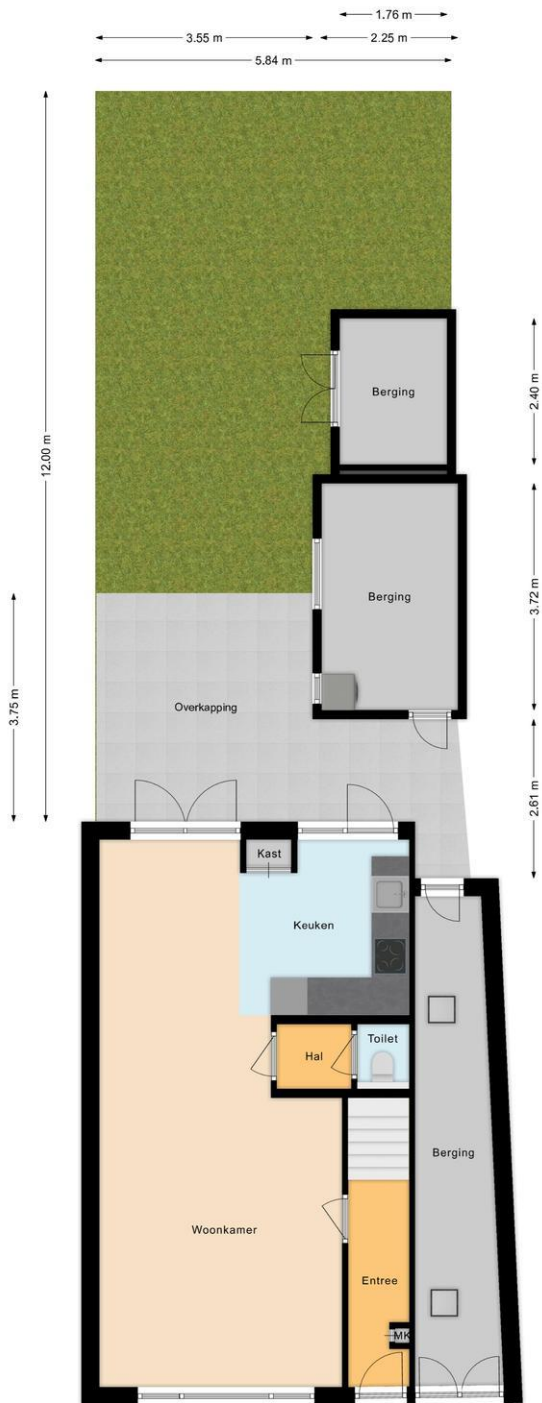 1.76 m
3.55 m
2.25 m
5.84 m
12.00 m
Berging
2.40 m
Berging
3.72 m
3.75 m
Overkapping
2.61 m
Kast
Keuken
Toilet
Hal
Berging
Woonkamer
Entree
MK